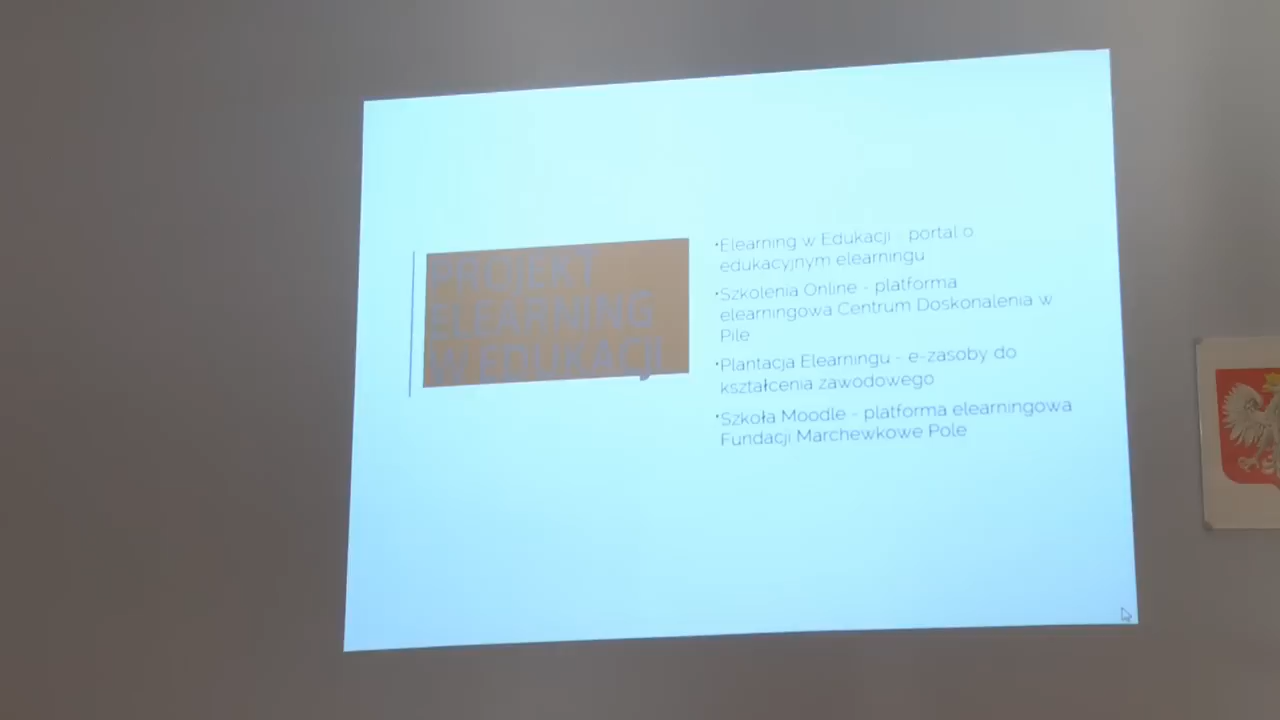 PROJEKT
ELEARNING
W EDUKACJI
•Elearning w Edukacji - portal o
edukacyjnym elearningu
•Szkolenia Online - platforma
elearningowa Centrum Doskonalenia w
Pile
•Plantacja Elearningu - e-zasoby do
kształcenia zawodowego
•Szkoła Moodle - platforma elearningowa
Fundacji Marchewkowe Pole